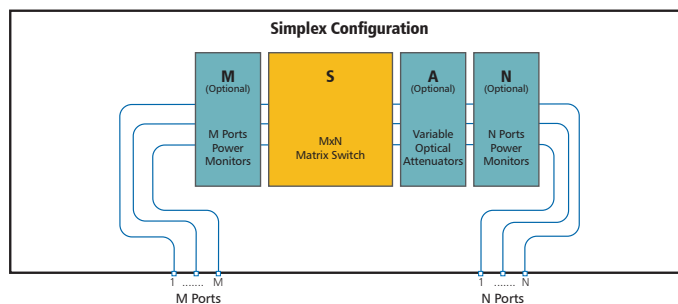 Simplex Configuration
M
(Optional)
M Ports
Power
Monitors
S
MxN
Matrix Switch
A
(Optional)
Variable
Optical
Attenuators
N
(Optional)
N Ports
Power
Monitors
1 ....... M
M Ports
1 ....... N
N Ports